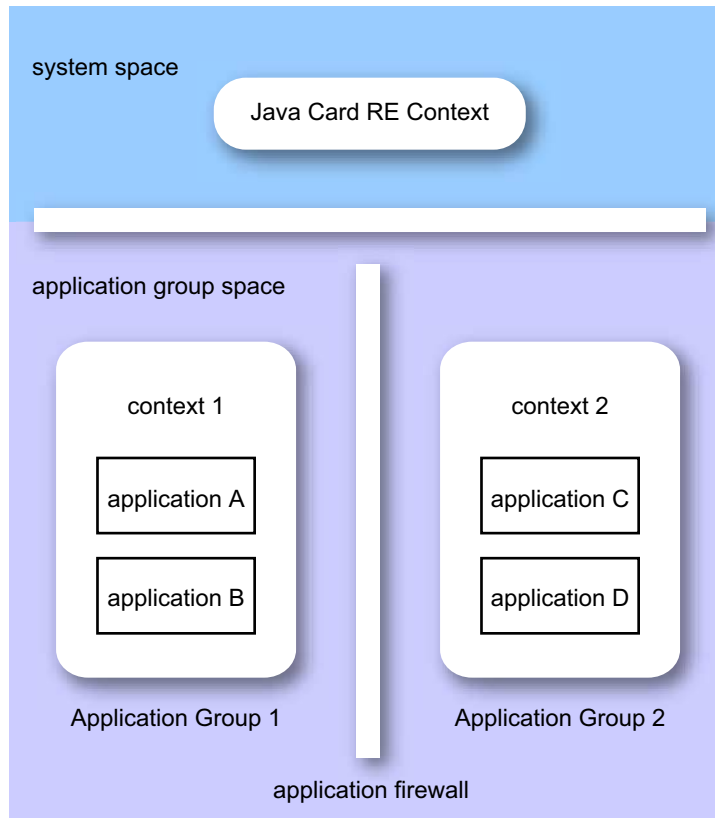 system space
Java Card RE Context
application group space
context 1
application A
application B
Application Group 1
context 2
application C
application D
Application Group 2
application firewall